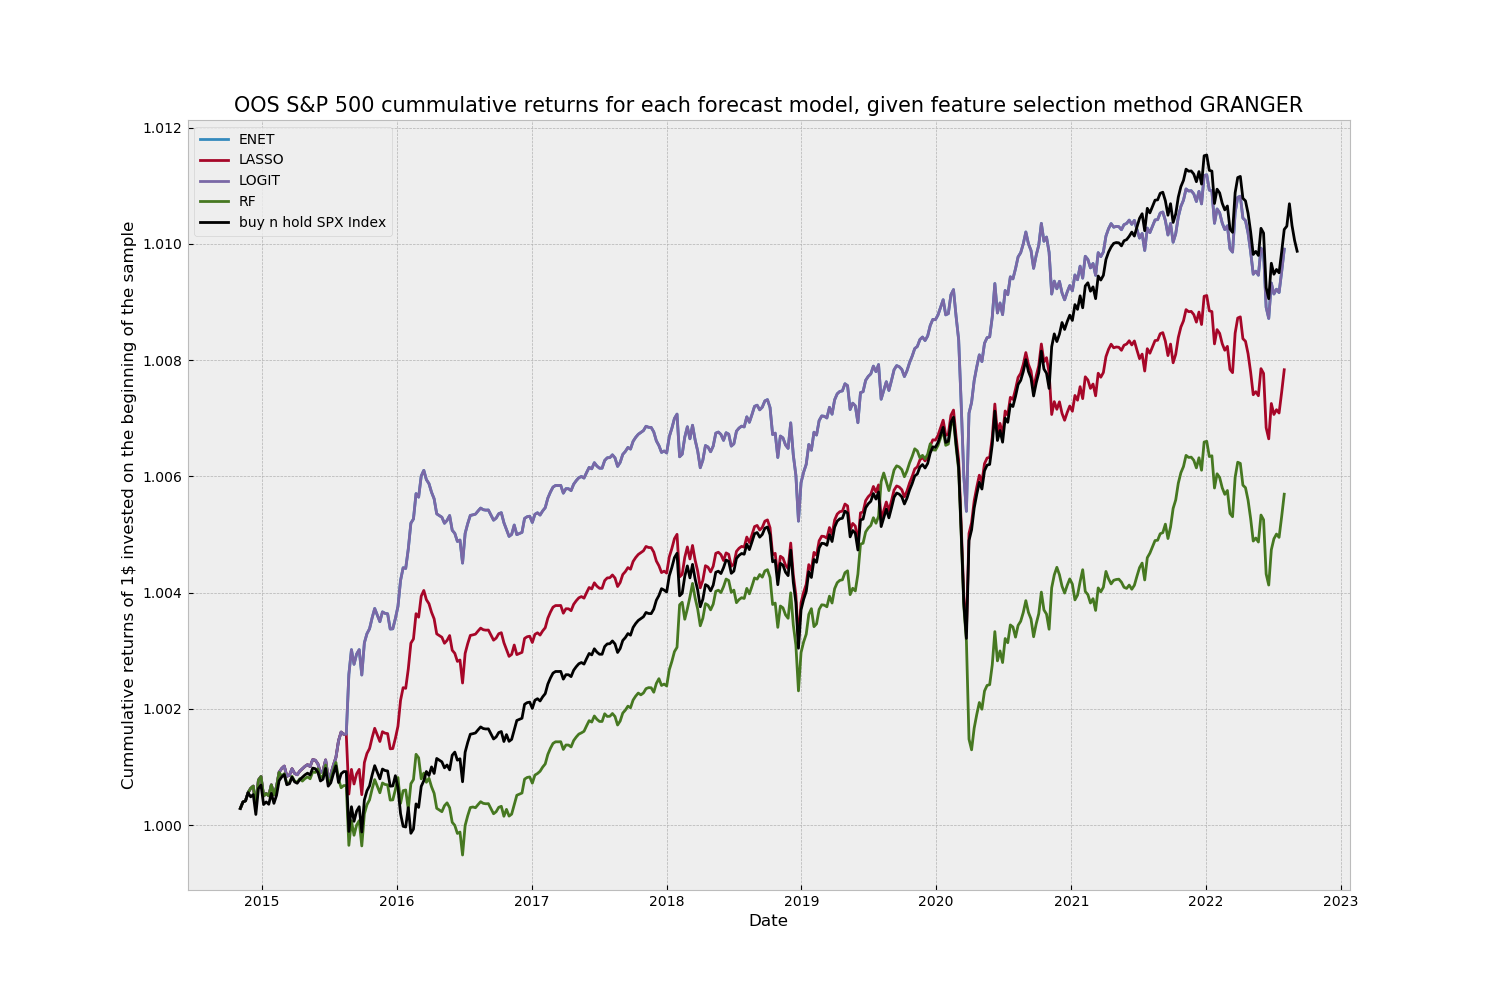 OOS S&P 500 cummulative returns for each forecast model, given feature selection method GRANGER
ENET
LASSO
LOGIT
RF
buy n hold SPX Index
Cummulative returns of 1$ invested on the beginning of the sample
1.012
1.010
1.008
1.006
1.004
1.002
1.000
2015 2016 2017 2018 2019 2020 2021 2022 2023
Date